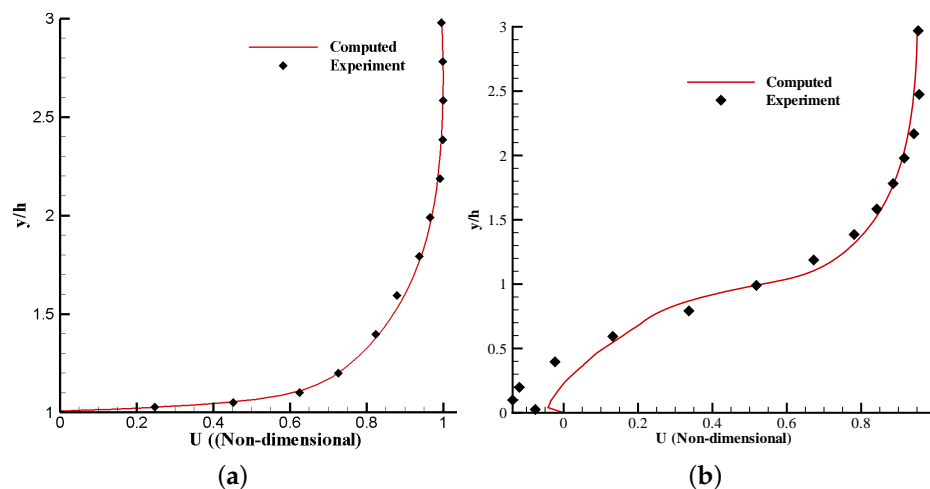 3
2.5
2
1.5
1
y/h
0
0.2
0.4
0.6
0.8
1
U ((Non-dimensional)
Computed
Experiment
(a)
3
2.5
2
1.5
1
0.5
0
y/h
0
0.2
0.4
0.6
0.8
U (Non-dimensional)
Computed
Experiment
(b)